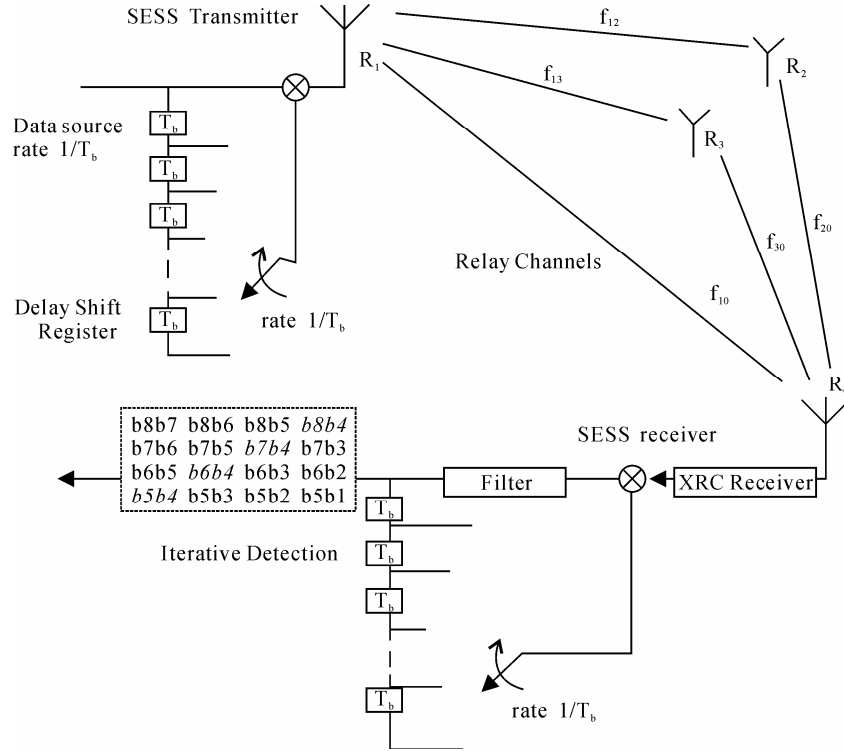 SESS Transmitter
f12
R1
R2
f13
Data source
rate 1/Tb
Tb
R3
Tb
Tb
f20
f30
Relay Channels
f10
Delay Shift
Register
Tb
rate 1/Tb
R
b8b7 b8b6 b8b5 b8b4
b7b6 b7b5 b7b4 b7b3
b6b5 b6b4 b6b3 b6b2
b5b4 b5b3 b5b2 b5b1
SESS receiver
Filter
XRC Receiver
Tb
Iterative Detection
Tb
Tb
Tb
rate 1/Tb